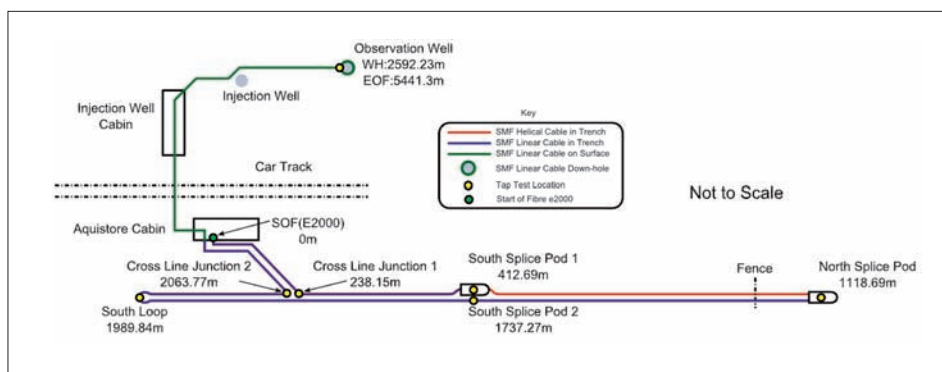 Observation Well
WH:2592.23m
EOF:5441.3m
Injection Well
Injection Well
Cabin
Key
SMF Helical Cable in Trench
SMF Linear Cable in Trench
SMF Linear Cable on Surface
SMF Linear Cable Down-hole
Tap Test Location
Start of Fibre e2000
Car Track
Not to Scale
Aquistore Cabin
SOF(E2000)
0m
Cross Line Junction 2
2063.77m
Cross Line Junction 1
238.15m
South Splice Pod 1
412.69m
Fence
North Splice Pod
1118.69m
South Loop
1989.84m
South Splice Pod 2
1737.27m